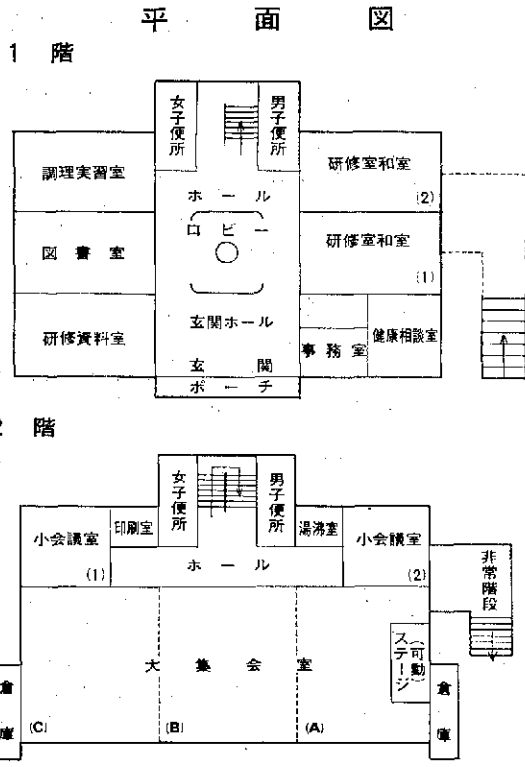 平面図
1階
女子便所
男子便所
調理実習室
研修室和室
(2)
ホール
ロビー
図書室
研修室和室
(1)
玄関ホール
研修資料室
事務室
健康相談室
玄関
ポーチ
2階
女子便所
男子便所
小会議室
(1)
印刷室
湯沸室
小会議室
(2)
ホール
非常階段
大集会室
(可動)
ステージ
倉庫
(C)
(B)
(A)
倉庫